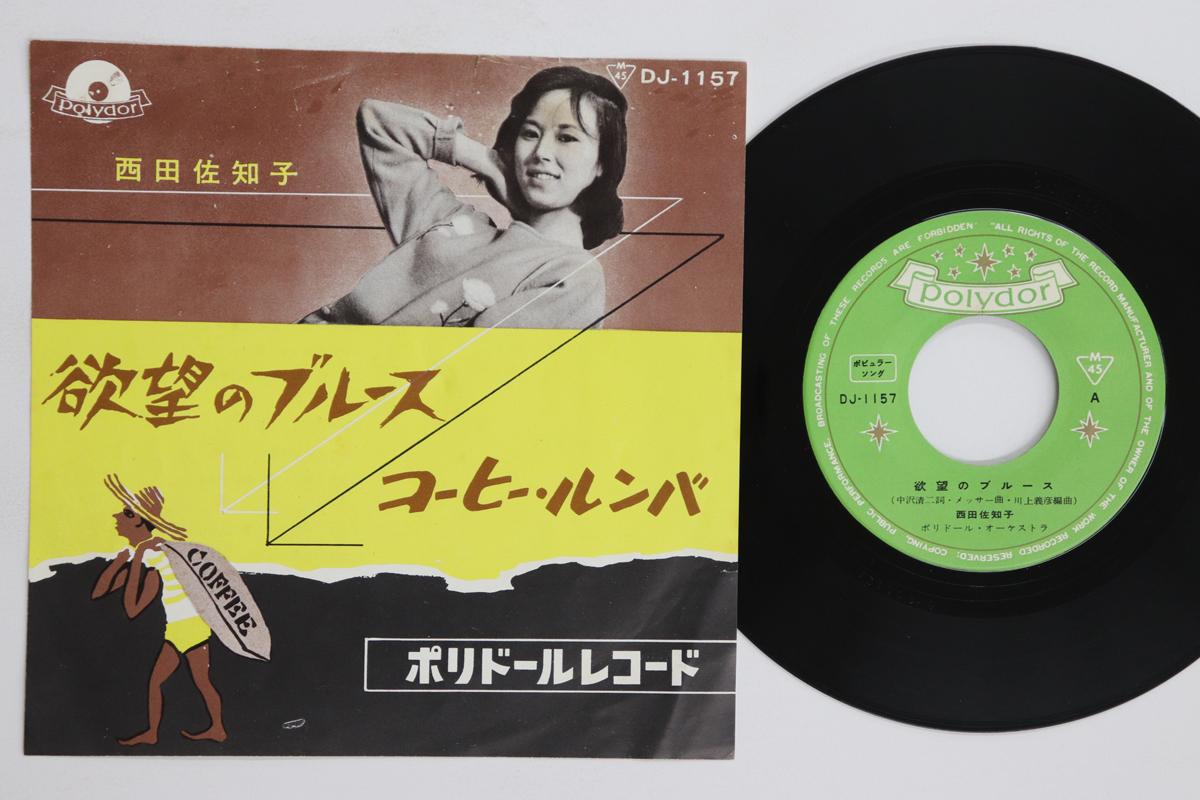 polydor
M
45
DJ-1157
西田佐知子
欲望のブルース
コーヒー・ルンバ
COFFEE
ポリドールレコード
"ALL RIGHTS OF THE RECORD MANUFACTURER AND OF THE OWNER OF THE WORK RECORDED RESERVED; COPYING, PUBLIC PERFORMANCE, BROADCASTING OF THESE RECORDS ARE FORBIDDEN"
polydor
ポピュラー
ソング
DJ-1157
M
45
A
欲望のブルース
(中沢清二詞・メッサー曲・川上義彦編曲)
西田佐知子
ポリドール・オーケストラ